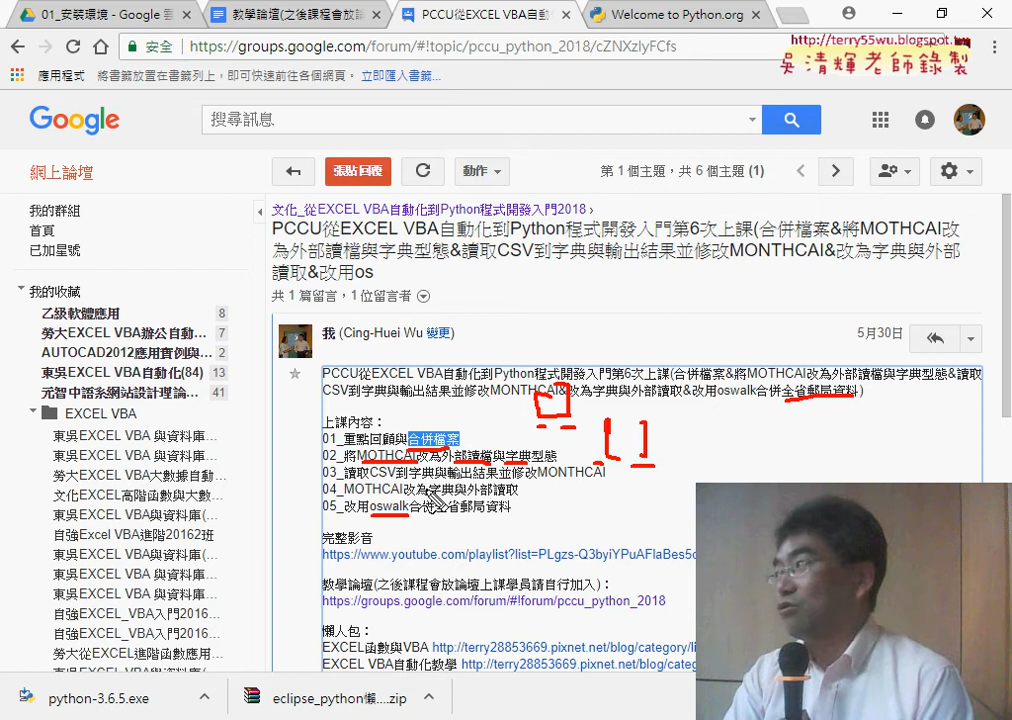 01_安裝環境 - Google 雲
教學論壇(之後課程會放論
PCCU從EXCEL VBA自動
Welcome to Python.org
安全 https://groups.google.com/forum/#!topic/pccu_python_2018/cZNXzlyFCfs
http://terry55wu.blogspot.tw
吳清輝老師錄製
應用程式 將書籤放置在書籤列上，即可快速前往各個網頁。 立即匯入書籤...
Google
搜尋訊息
網上論壇
張貼回覆
動作
第 1 個主題，共 6 個主題 (1)
我的群組
首頁
已加星號
我的收藏
乙級軟體應用 8
勞大EXCEL VBA辦公自動... 7
AUTOCAD2012應用實例與... 2
東吳EXCEL VBA自動化(84) 13
元智中語系網站設計理論... 41
EXCEL VBA
東吳EXCEL VBA 與資料庫...
東吳EXCEL VBA 與資料庫...
勞大EXCEL VBA大數據自動...
文化EXCEL高階函數與大數...
東吳EXCEL VBA 與資料庫(...
自強Excel VBA進階20162班
東吳EXCEL VBA 與資料庫(...
東吳EXCEL VBA 與資料庫...
東吳EXCEL VBA 與資料庫(...
自強EXCEL_VBA入門2016...
自強EXCEL_VBA入門2016...
勞大從EXCEL進階函數應用...
東吳EXCEL VBA 與資料庫(...
文化_從EXCEL VBA自動化到Python程式開發入門2018 ›
PCCU從EXCEL VBA自動化到Python程式開發入門第6次上課(合併檔案&將MOTHCAI改
為外部讀檔與字典型態&讀取CSV到字典與輸出結果並修改MONTHCAI&改為字典與外部
讀取&改用os
共 1 篇留言，1 位留言者
我 (Cing-Huei Wu 變更)
5月30日
PCCU從EXCEL VBA自動化到Python程式開發入門第6次上課(合併檔案&將MOTHCAI改為外部讀檔與字典型態&讀取
CSV到字典與輸出結果並修改MONTHCAI&改為字典與外部讀取&改用oswalk合併全省郵局資料)
上課內容：
01_重點回顧與合併檔案
02_將MOTHCAI改為外部讀檔與字典型態
03_讀取CSV到字典與輸出結果並修改MONTHCAI
04_MOTHCAI改為字典與外部讀取
05_改用oswalk合併全省郵局資料
完整影音
https://www.youtube.com/playlist?list=PLgzs-Q3byiYPuAFlaBes5c
教學論壇(之後課程會放論壇上課學員請自行加入)：
https://groups.google.com/forum/#!forum/pccu_python_2018
懶人包：
EXCEL函數與VBA http://terry28853669.pixnet.net/blog/category/li
EXCEL VBA自動化教學 http://terry28853669.pixnet.net/blog/categ
python-3.6.5.exe
eclipse_python懶....zip